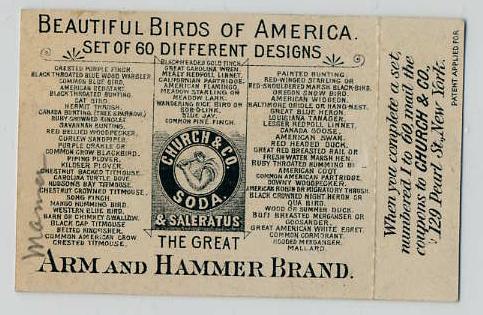 BEAUTIFUL BIRDS OF AMERICA.
SET OF 60 DIFFERENT DESIGNS
CRESTED PURPLE FINCH.
BLACK THROATED BLUE WOOD WARBLER.
COMMON BLUE BIRD.
AMERICAN REDSTART.
BLACK THROATED BUNTING.
CAT BIRD.
HERMIT THRUSH.
CANADA BUNTING (TREE SPARROW.)
RUBY CROWNED KINGLET
SAVANNAH BUNTING.
RED BELLIED WOODPECKER.
CURLEW SANDPIPER
PURPLE GRAKLE OR
COMMON CROW BLACKBIRD.
PIPING PLOVER.
KILDEER PLOVER.
CHESTNUT BACKED TITMOUSE.
CAROLINA TURTLE DOVE
HUDSON'S BAY TITMOUSE.
CHESTNUT CROWNED TITMOUSE.
SONG FINCH
MANGO HUMMING BIRD
WESTERN BLUE BIRD.
BARN OR CHIMNEY SWALLOW.
BLACK CAP TITMOUSE
BELTED KINGFISHER.
COMMON AMERICAN CROW
CRESTED TITMOUSE.
BLACK HEADED GOLD FINCH.
GREAT CAROLINA WREN.
MEALY REDPOLL LINNET.
CALIFORNIA PARTRIDGE.
AMERICAN FLAMINGO.
MEADOW STARLING OR
MEADOW LARK.
WANDERING RICE BIRD OR
BOB-O-LINK.
BLUE JAY.
COMMON PINE FINCH.
CHURCH & CO.
SODA
& SALERATUS
PAINTED BUNTING.
RED-WINGED STARLING OR
RED-SHOULDERED MARSH BLACK-BIRD.
OREGON SNOW BIRD.
AMERICAN WIDGEON.
BALTIMORE ORIOLE OR HANG-NEST.
GREAT BLUE HERON.
LOUISIANA TANAGER.
LESSER REDPOLL LINNET.
CANADA GOOSE.
AMERICAN SWAN.
RED HEADED DUCK.
GREAT RED BREASTED RAIL OR
FRESH WATER MARSH HEN.
RUBY THROATED HUMMING BIRD
AMERICAN COOT
COMMON AMERICAN PARTRIDGE.
DOWNY WOODPECKER.
AMERICAN ROBIN OR MIGRATORY THRUSH.
BLACK CROWNED NIGHT HERON OR
QUA BIRD.
WOOD OR SUMMER DUCK.
BUFF BREASTED MERGANSER OR
GOOSANDER.
GREAT AMERICAN WHITE EGRET.
COMMON CORMORANT.
HOODED MERGANSER.
MALLARD.
THE GREAT
ARM AND HAMMER BRAND.
When you complete a set,
numbered 1 to 60, mail the
coupons to CHURCH & CO.,
129 Pearl St., New York.
PATENT APPLIED FOR